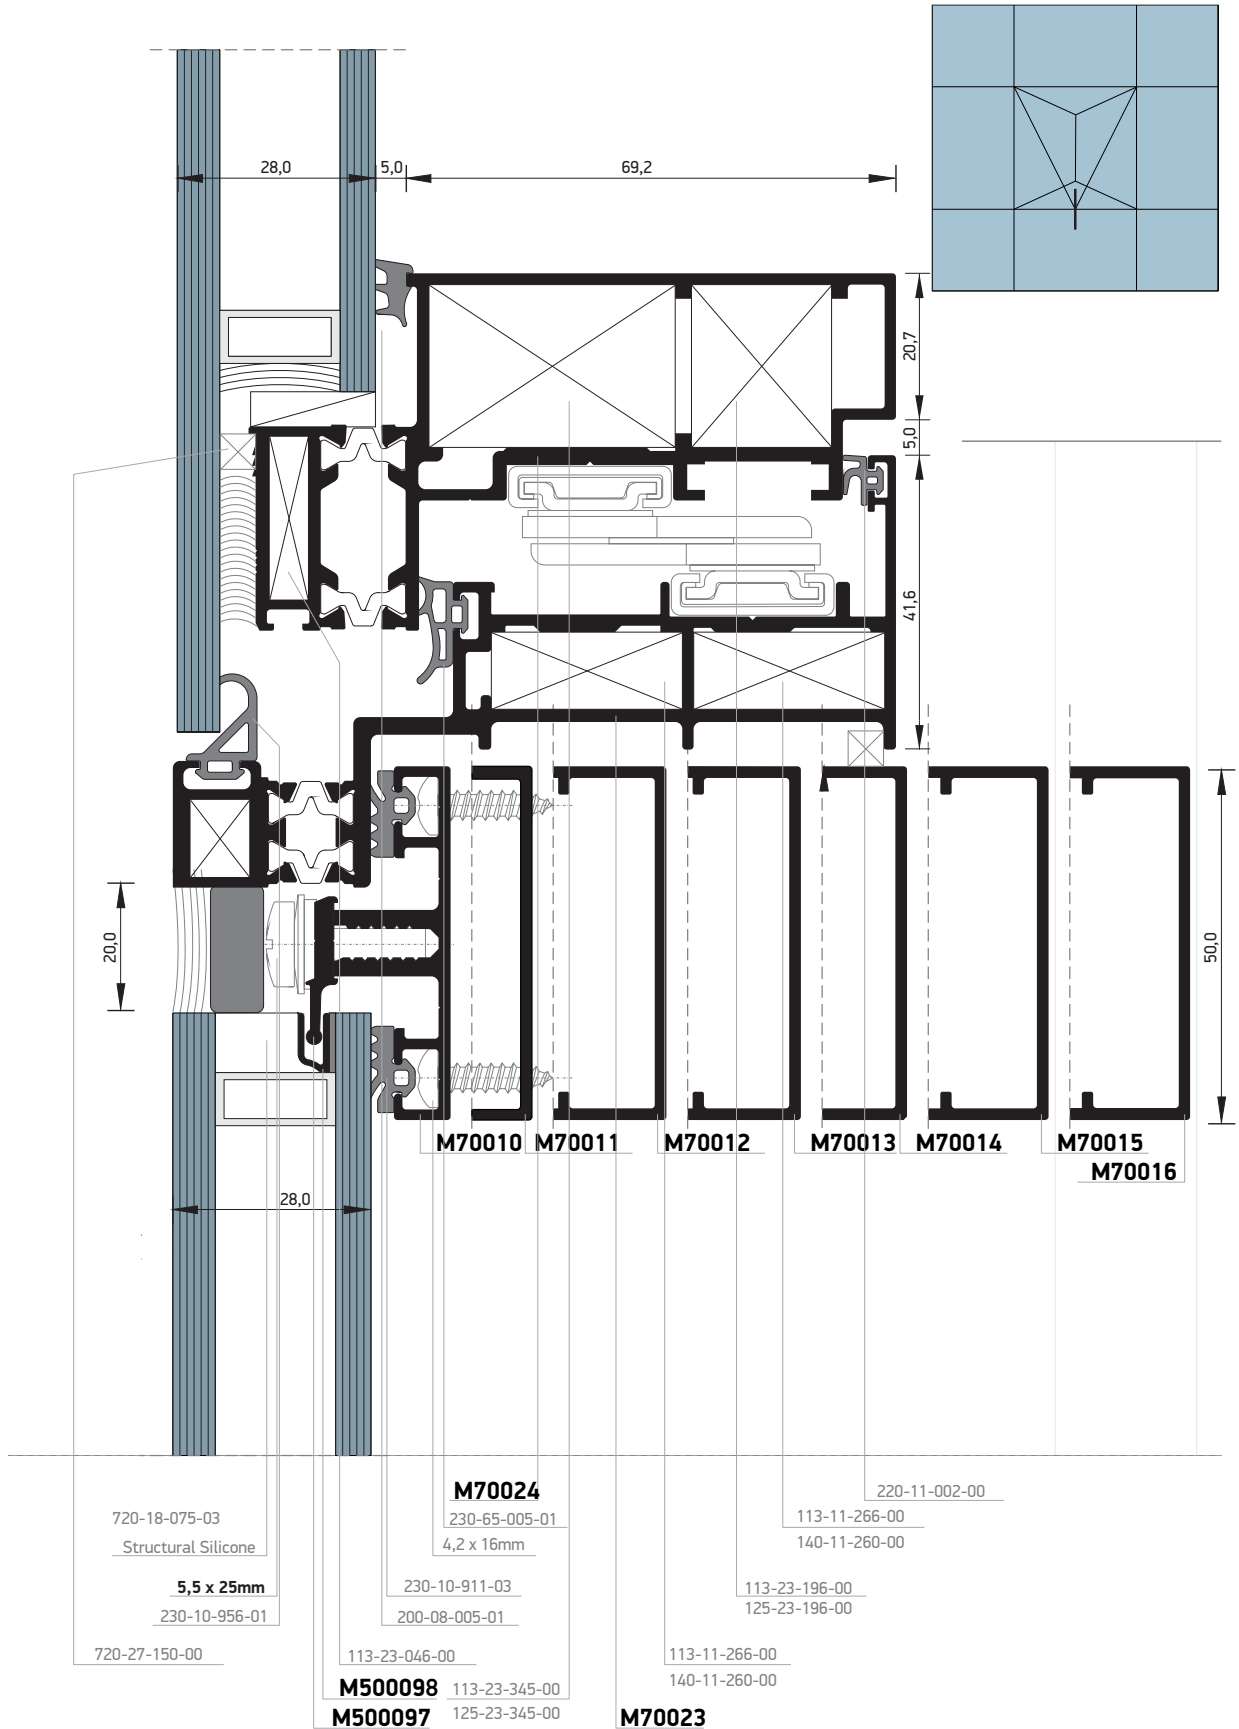 28,0
5,0
69,2
20,7
5,0
41,6
20,0
50,0
M70010
M70011
M70012
M70013
M70014
M70015
M70016
28,0
M70024
220-11-002-00
720-18-075-03
230-65-005-01
113-11-266-00
Structural Silicone
4,2 x 16mm
140-11-260-00
5,5 x 25mm
230-10-911-03
113-23-196-00
230-10-956-01
200-08-005-01
125-23-196-00
720-27-150-00
113-23-046-00
113-11-266-00
M500098
113-23-345-00
140-11-260-00
M500097
125-23-345-00
M70023